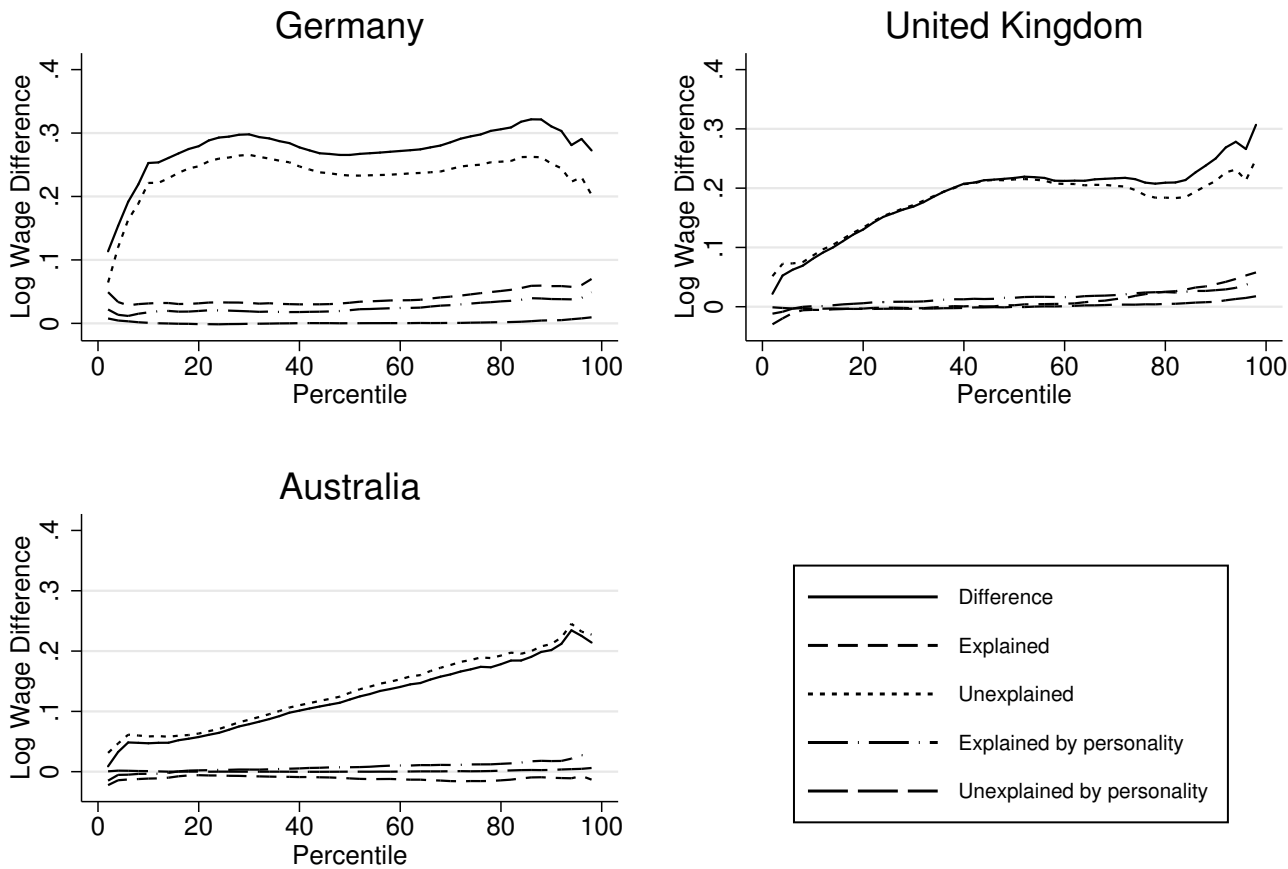 Germany
Log Wage Difference
.4
.3
.2
.1
0
0 20 40 60 80 100
Percentile
United Kingdom
Log Wage Difference
.4
.3
.2
.1
0
0 20 40 60 80 100
Percentile
Australia
Log Wage Difference
.4
.3
.2
.1
0
0 20 40 60 80 100
Percentile
Difference
Explained
Unexplained
Explained by personality
Unexplained by personality